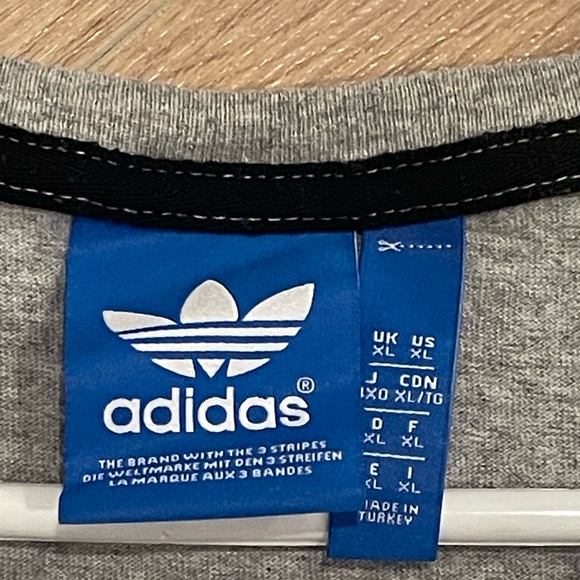 adidas®
THE BRAND WITH THE 3 STRIPES
DIE WELTMARKE MIT DEN 3 STREIFEN
LA MARQUE AUX 3 BANDES
UK US
XL XL
J CDN
XL/TG
D F
XL XL
E I
XL XL
MADE IN
TURKEY